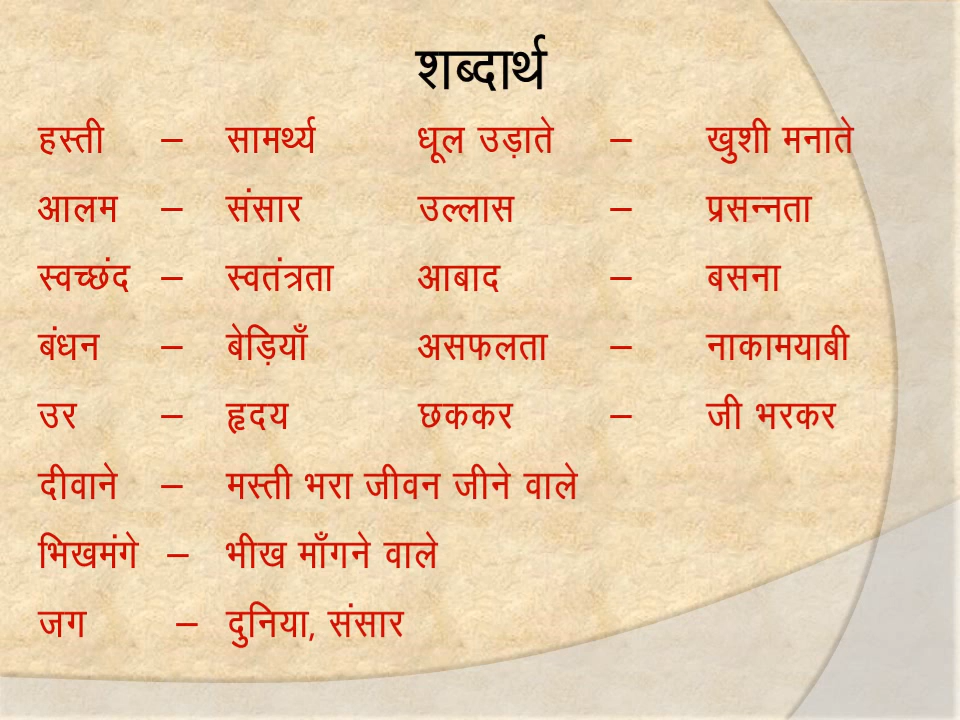 शब्दार्थ
हस्ती – सामर्थ्य धूल उड़ाते – खुशी मनाते
आलम – संसार उल्लास – प्रसन्नता
स्वच्छंद – स्वतंत्रता आबाद – बसना
बंधन – बेड़ियाँ असफलता – नाकामयाबी
उर – हृदय छककर – जी भरकर
दीवाने – मस्ती भरा जीवन जीने वाले
भिखमंगे – भीख माँगने वाले
जग – दुनिया, संसार